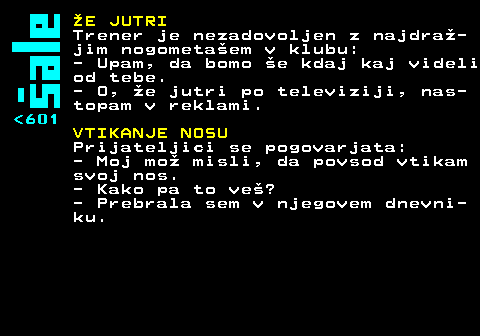 Šale
<601
ŽE JUTRI
Trener je nezadovoljen z najdraž-
jim nogometašem v klubu:
- Upam, da bomo še kdaj kaj videli
od tebe.
- O, že jutri po televiziji, nas-
topam v reklami.
VTIKANJE NOSU
Prijateljici se pogovarjata:
- Moj mož misli, da povsod vtikam
svoj nos.
- Kako pa to veš?
- Prebrala sem v njegovem dnevni-
ku.